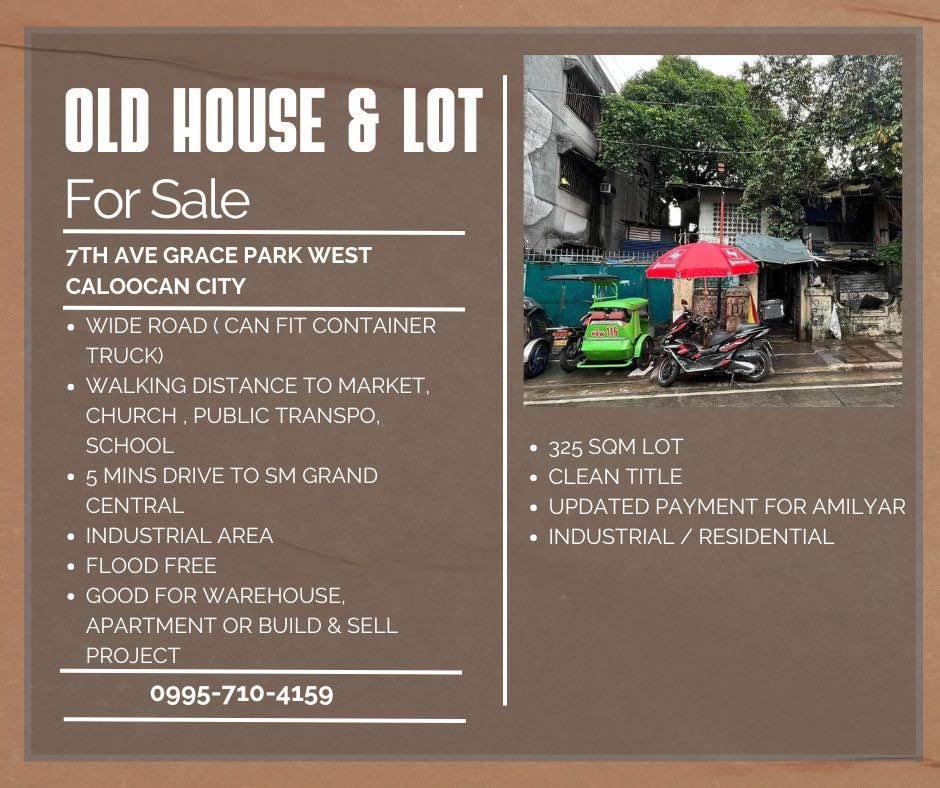 OLD HOUSE & LOT
For Sale
7TH AVE GRACE PARK WEST
CALOOCAN CITY
• WIDE ROAD ( CAN FIT CONTAINER
TRUCK)
• WALKING DISTANCE TO MARKET,
CHURCH , PUBLIC TRANSPO,
SCHOOL
• 5 MINS DRIVE TO SM GRAND
CENTRAL
• INDUSTRIAL AREA
• FLOOD FREE
• GOOD FOR WAREHOUSE,
APARTMENT OR BUILD & SELL
PROJECT
0995-710-4159
• 325 SQM LOT
• CLEAN TITLE
• UPDATED PAYMENT FOR AMILYAR
• INDUSTRIAL / RESIDENTIAL